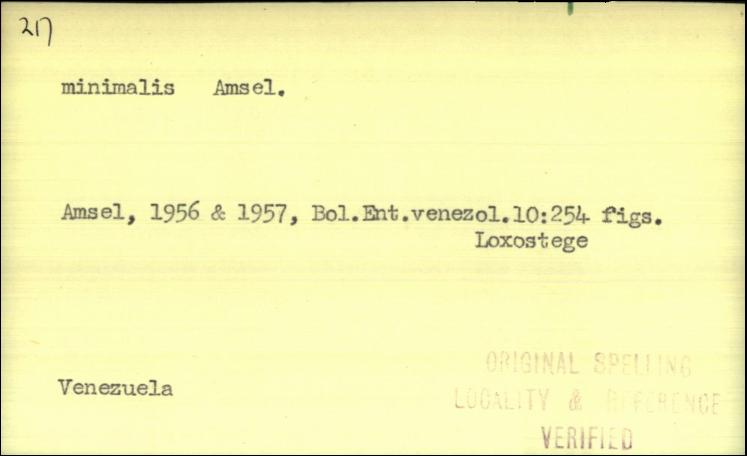 217
minimalis Amsel.
Amsel, 1956 & 1957, Bol.Ent.venezol.10:254 figs.
Loxostege
Venezuela
ORIGINAL SPELLING
LOCALITY & REFERENCE
VERIFIED